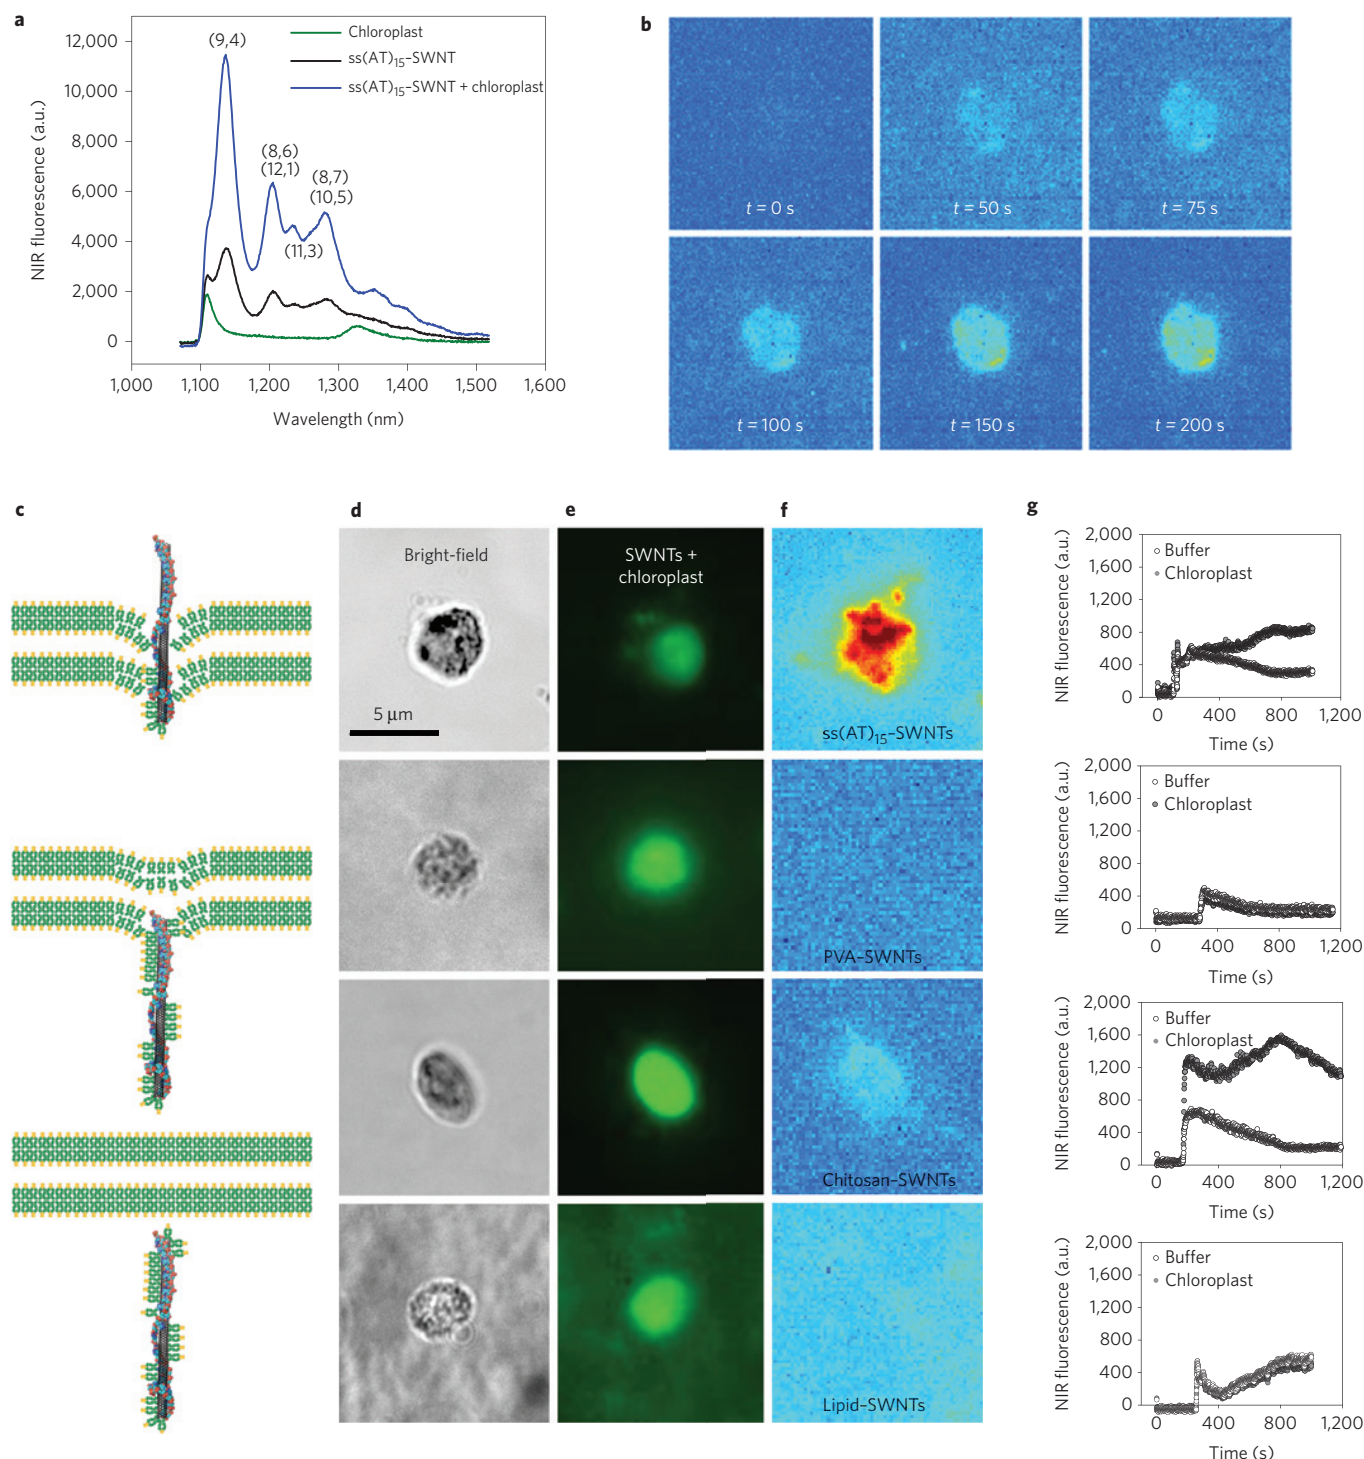 a
Chloroplast
ss(AT)15–SWNT
ss(AT)15–SWNT + chloroplast
(9,4)
(8,6)
(12,1)
(8,7)
(10,5)
(11,3)
12,000
10,000
8,000
6,000
4,000
2,000
0
NIR fluorescence (a.u.)
1,000
1,100
1,200
1,300
1,400
1,500
1,600
Wavelength (nm)
b
t = 0 s
t = 50 s
t = 75 s
t = 100 s
t = 150 s
t = 200 s
c
d
Bright-field
5 μm
e
SWNTs +
chloroplast
f
ss(AT)15–SWNTs
PVA–SWNTs
Chitosan–SWNTs
Lipid–SWNTs
g
2,000
1,600
1,200
800
400
0
NIR fluorescence (a.u.)
Buffer
Chloroplast
0
400
800
1,200
Time (s)
2,000
1,600
1,200
800
400
0
NIR fluorescence (a.u.)
Buffer
Chloroplast
0
400
800
1,200
Time (s)
2,000
1,600
1,200
800
400
0
NIR fluorescence (a.u.)
Buffer
Chloroplast
0
400
800
1,200
Time (s)
2,000
1,600
1,200
800
400
0
NIR fluorescence (a.u.)
Buffer
Chloroplast
0
400
800
1,200
Time (s)